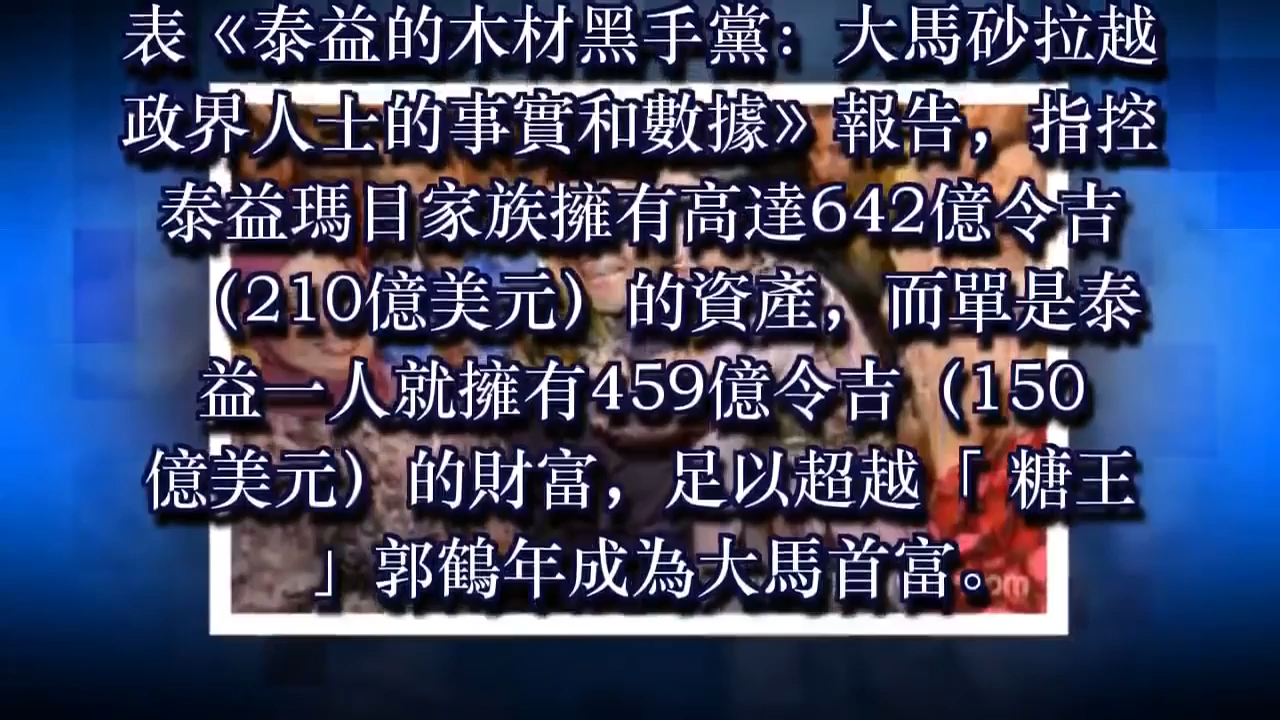 表《泰益的木材黑手黨：大馬砂拉越
政界人士的事實和數據》報告，指控
泰益瑪目家族擁有高達642億令吉
（210億美元）的資產，而單是泰
益一人就擁有459億令吉（150
億美元）的財富，足以超越「 糖王
」郭鶴年成為大馬首富。
om